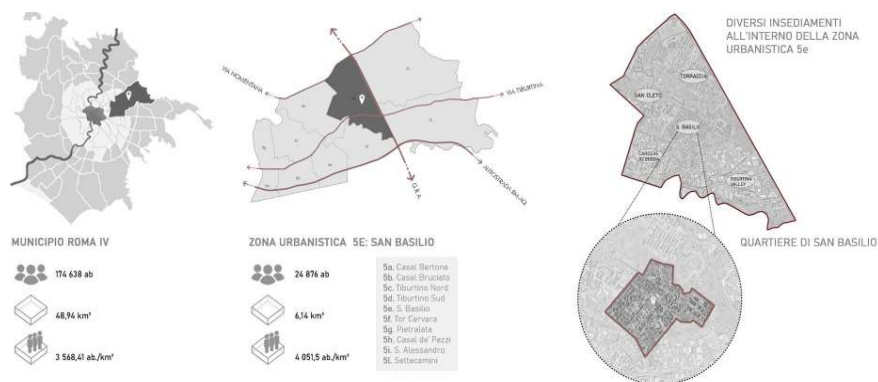 VIA NOMENTANA
VIA TIBURTINA
AUTOSTRADA
G.R.A.
DIVERSI INSEDIAMENTI
ALL'INTERNO DELLA ZONA
URBANISTICA 5e
TORRACCIA
SAN CLETO
S. BASILIO
CARCERE
DI REBIBBIA
TIBURTINA
VALLEY
MUNICIPIO ROMA IV
174 638 ab
48,94 km²
3 568,41 ab./km²
ZONA URBANISTICA 5E: SAN BASILIO
24 876 ab
6,14 km²
4 051,5 ab./km²
5a. Casal Bertone
5b. Casal Bruciato
5c. Tiburtino Nord
5d. Tiburtino Sud
5e. S. Basilio
5f. Tor Cervara
5g. Pietralata
5h. Casal de' Pazzi
5i. S. Alessandro
5l. Settecamini
QUARTIERE DI SAN BASILIO